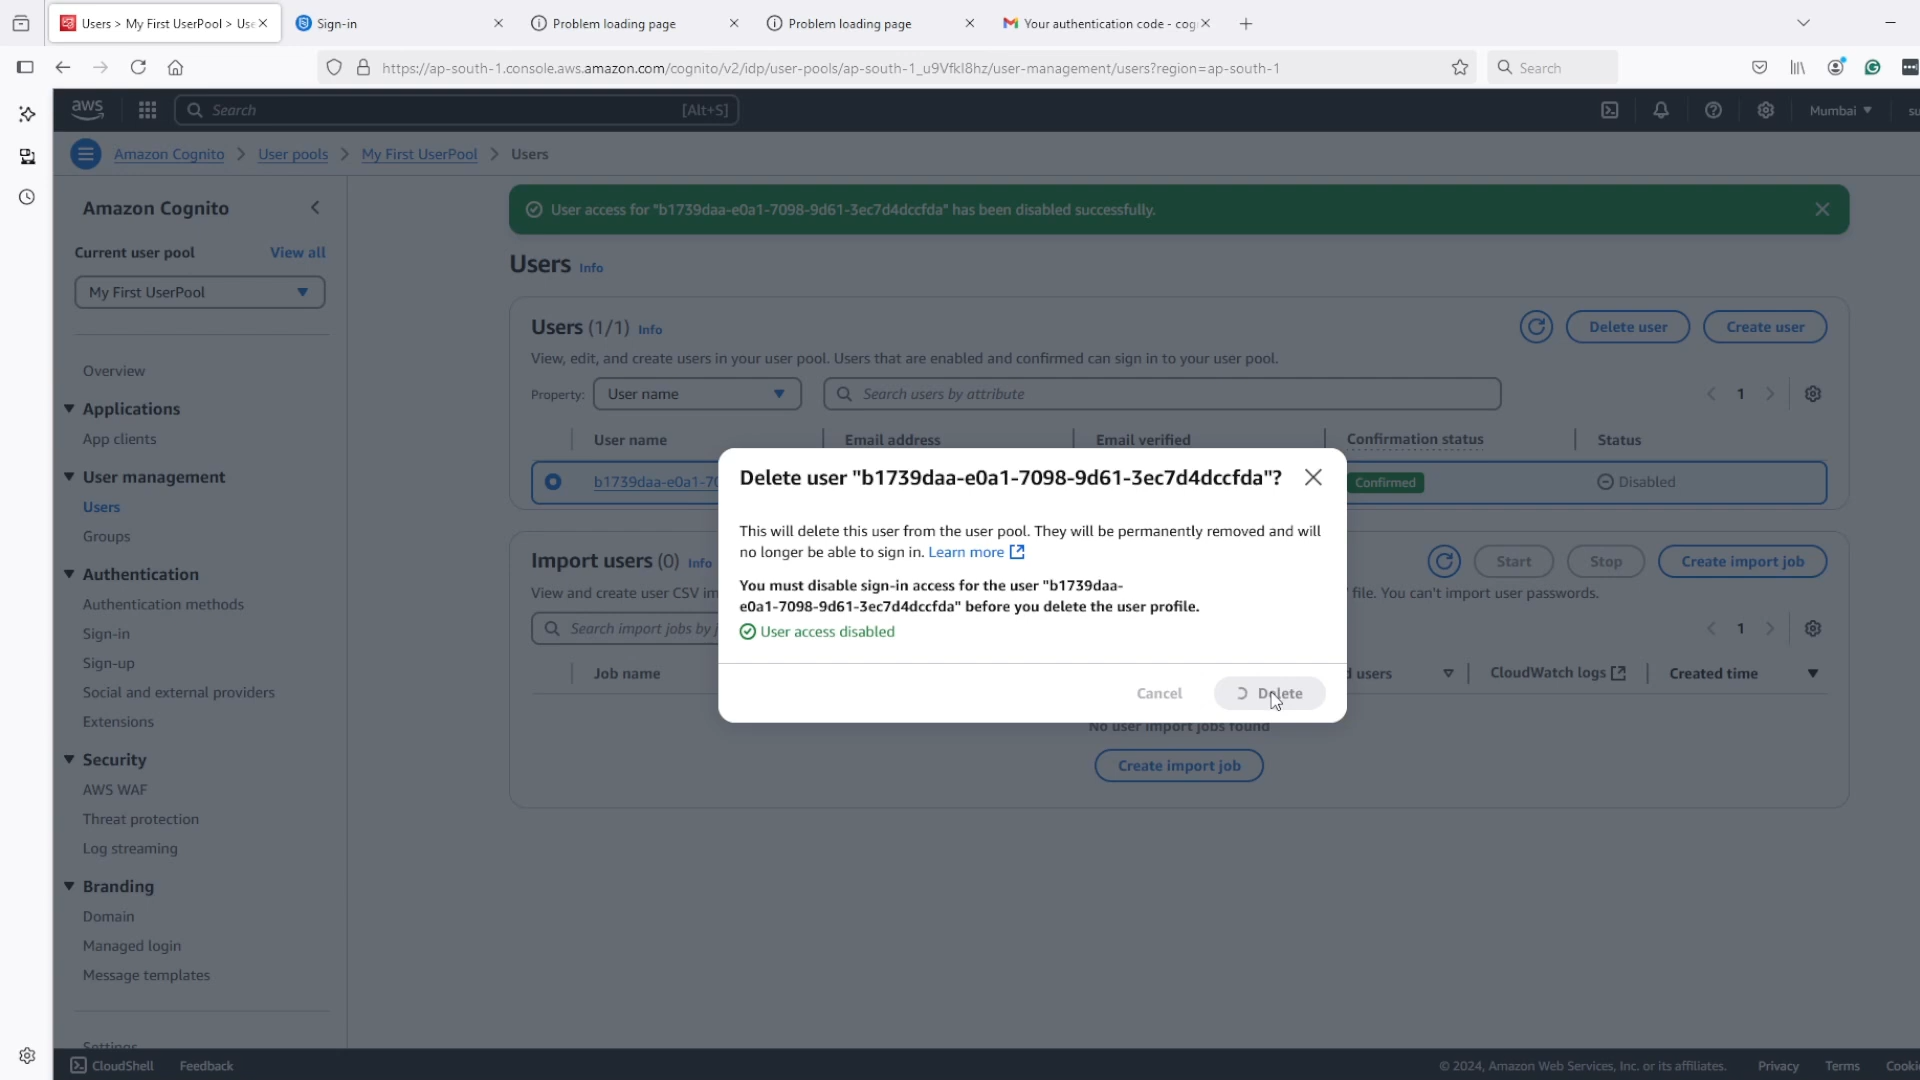 Users > My First UserPool > Use
Sign-in
Problem loading page
Problem loading page
Your authentication code - cog
https://ap-south-1.console.aws.amazon.com/cognito/v2/idp/user-pools/ap-south-1_u9Vfkl8hz/user-management/users?region=ap-south-1
Search
aws
Search
[Alt+S]
Mumbai
su
Amazon Cognito
User pools
My First UserPool
Users
Amazon Cognito
Current user pool
View all
My First UserPool
Overview
Applications
App clients
User management
Users
Groups
Authentication
Authentication methods
Sign-in
Sign-up
Social and external providers
Extensions
Security
AWS WAF
Threat protection
Log streaming
Branding
Domain
Managed login
Message templates
Settings
User access for "b1739daa-e0a1-7098-9d61-3ec7d4dccfda" has been disabled successfully.
Users Info
Users (1/1) Info
Delete user
Create user
View, edit, and create users in your user pool. Users that are enabled and confirmed can sign in to your user pool.
Property:
User name
Search users by attribute
1
User name
Email address
Email verified
Confirmation status
Status
b1739daa-e0a1-70
Confirmed
Disabled
Delete user "b1739daa-e0a1-7098-9d61-3ec7d4dccfda"?
This will delete this user from the user pool. They will be permanently removed and will
no longer be able to sign in. Learn more
You must disable sign-in access for the user "b1739daa-
e0a1-7098-9d61-3ec7d4dccfda" before you delete the user profile.
User access disabled
Cancel
Delete
Import users (0) Info
Start
Stop
Create import job
View and create user CSV im
file. You can't import user passwords.
Search import jobs by j
1
Job name
d users
CloudWatch logs
Created time
No user import jobs found
Create import job
CloudShell
Feedback
© 2024, Amazon Web Services, Inc. or its affiliates.
Privacy
Terms
Cooki